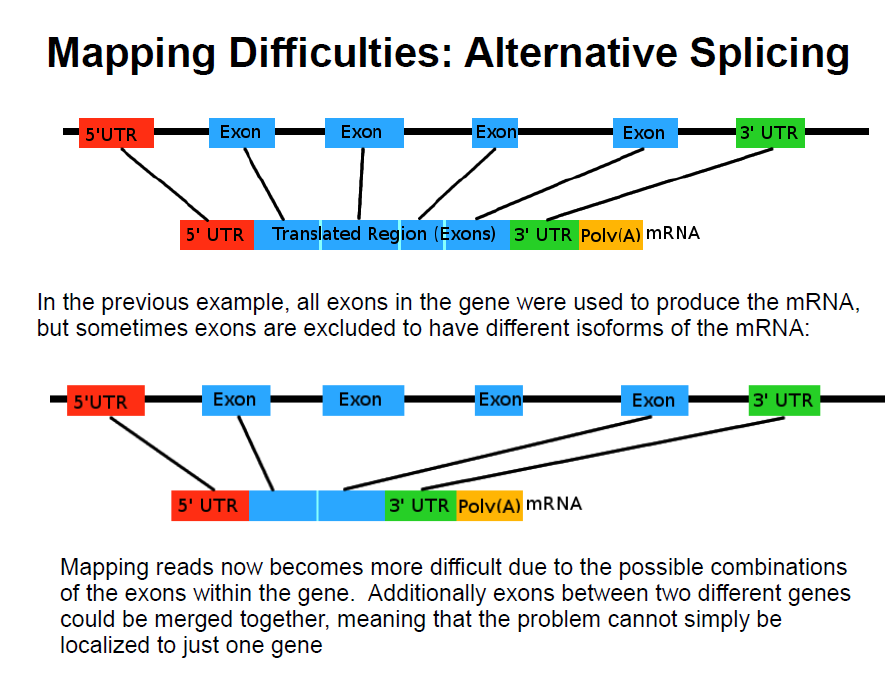 Mapping Difficulties: Alternative Splicing
5'UTR Exon Exon Exon Exon 3' UTR
5' UTR Translated Region (Exons) 3' UTR Polv(A) mRNA
In the previous example, all exons in the gene were used to produce the mRNA,
but sometimes exons are excluded to have different isoforms of the mRNA:
5'UTR Exon Exon Exon Exon 3' UTR
5' UTR 3' UTR Polv(A) mRNA
Mapping reads now becomes more difficult due to the possible combinations
of the exons within the gene.  Additionally exons between two different genes
could be merged together, meaning that the problem cannot simply be
localized to just one gene